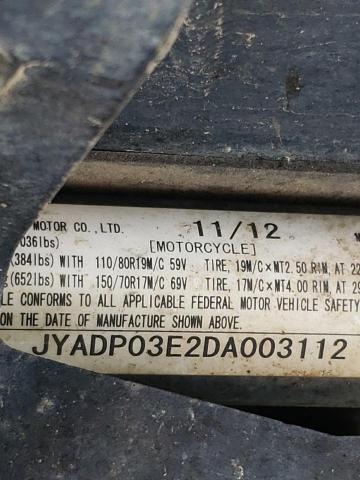 MOTOR CO., LTD. 11/12
036lbs) [MOTORCYCLE]
(384lbs) WITH 110/80R19M/C 59V TIRE, 19M/C×MT2.50 RIM, AT 22
(652lbs) WITH 150/70R17M/C 69V TIRE, 17M/C×MT4.00 RIM, AT 29
LE CONFORMS TO ALL APPLICABLE FEDERAL MOTOR VEHICLE SAFETY
ON THE DATE OF MANUFACTURE SHOWN ABOVE.
JYADP03E2DA003112